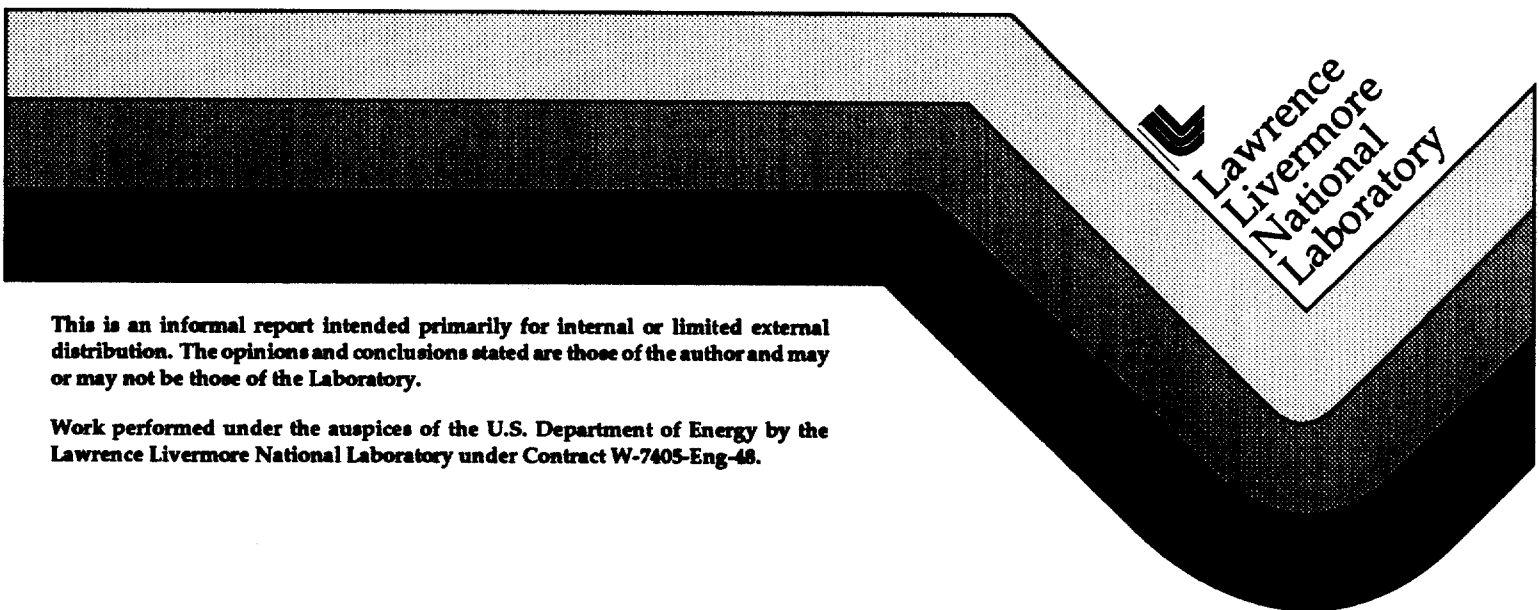 Lawrence
Livermore
National
Laboratory
This is an informal report intended primarily for internal or limited external
distribution. The opinions and conclusions stated are those of the author and may
or may not be those of the Laboratory.
Work performed under the auspices of the U.S. Department of Energy by the
Lawrence Livermore National Laboratory under Contract W-7405-Eng-48.